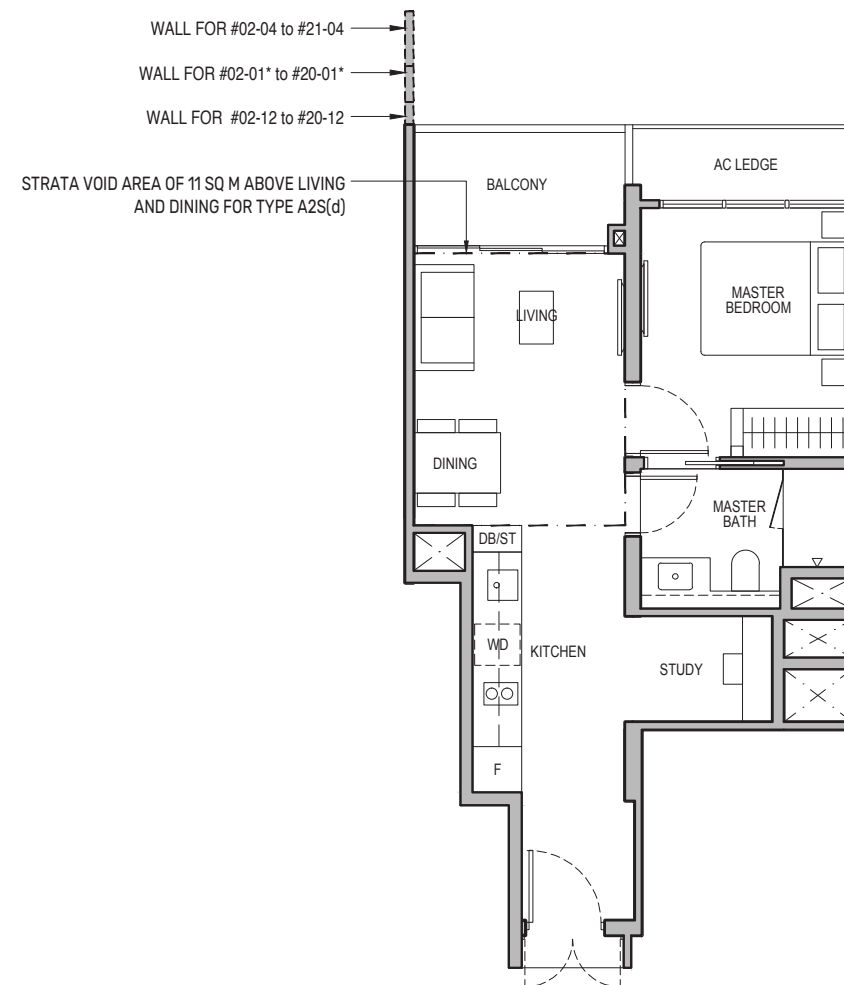 WALL FOR #02-04 to #21-04
WALL FOR #02-01* to #20-01*
WALL FOR #02-12 to #20-12
STRATA VOID AREA OF 11 SQ M ABOVE LIVING
AND DINING FOR TYPE A2S(d)
BALCONY
AC LEDGE
MASTER
BEDROOM
LIVING
DINING
MASTER
BATH
DB/ST
WD
KITCHEN
STUDY
F